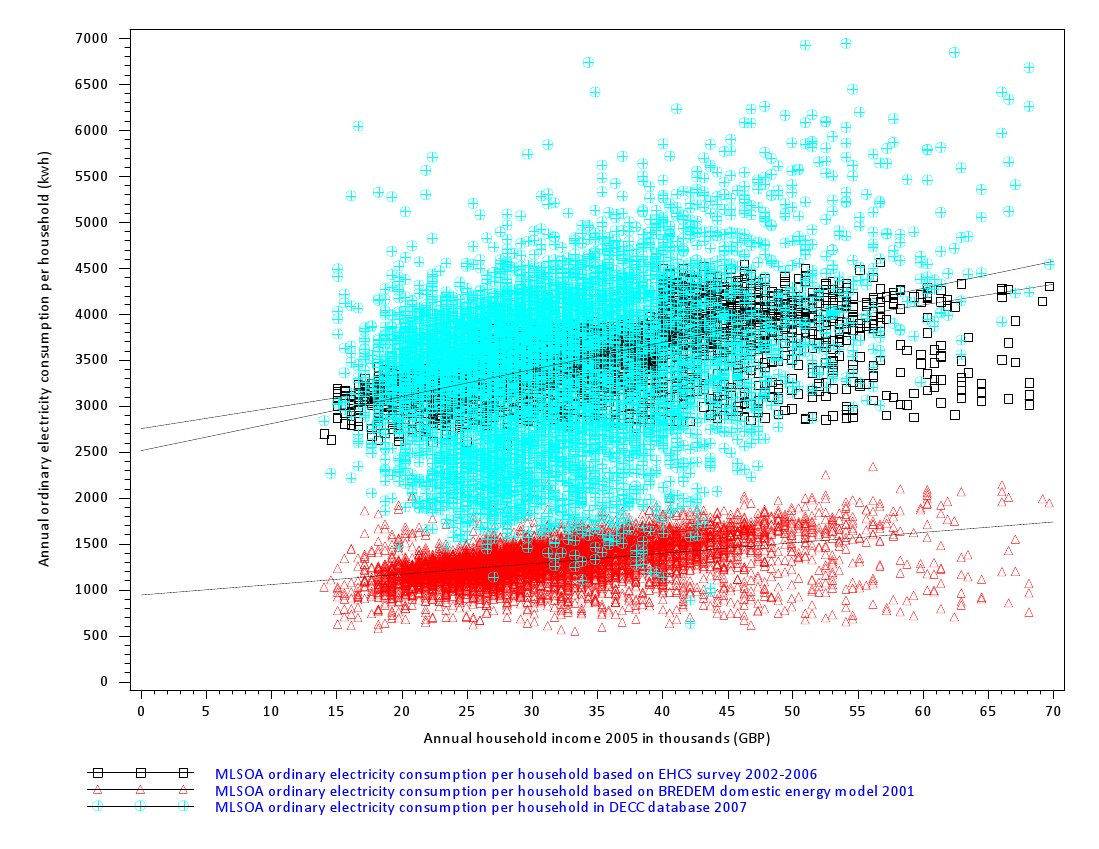 7000
6500
6000
5500
5000
4500
4000
3500
3000
2500
2000
1500
1000
500
0
Annual ordinary electricity consumption per household (kwh)
0 5 10 15 20 25 30 35 40 45 50 55 60 65 70
Annual household income 2005 in thousands (GBP)
MLSOA ordinary electricity consumption per household based on EHCS survey 2002-2006
MLSOA ordinary electricity consumption per household based on BREDEM domestic energy model 2001
MLSOA ordinary electricity consumption per household in DECC database 2007